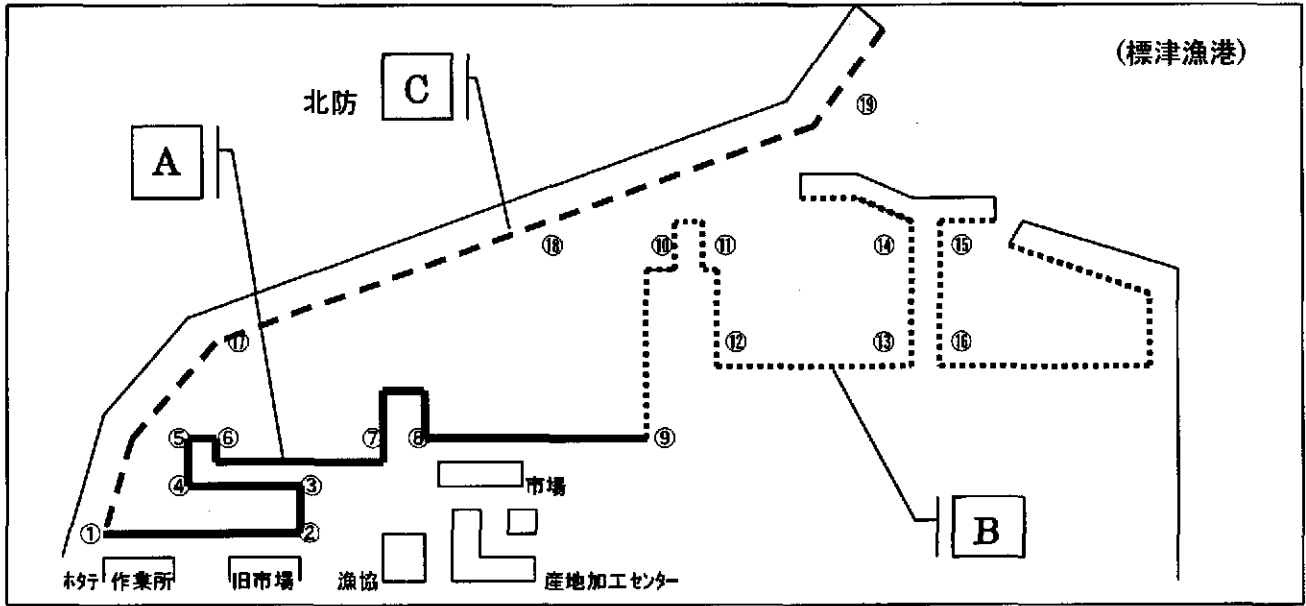 (標津漁港)
北防
C
A
⑲
⑱
⑩
⑪
⑭
⑮
⑰
⑫
⑬
⑯
⑤
⑥
⑦
⑧
⑨
④
③
市場
①
②
B
ホタテ 作業所
旧市場
漁協
産地加工センター